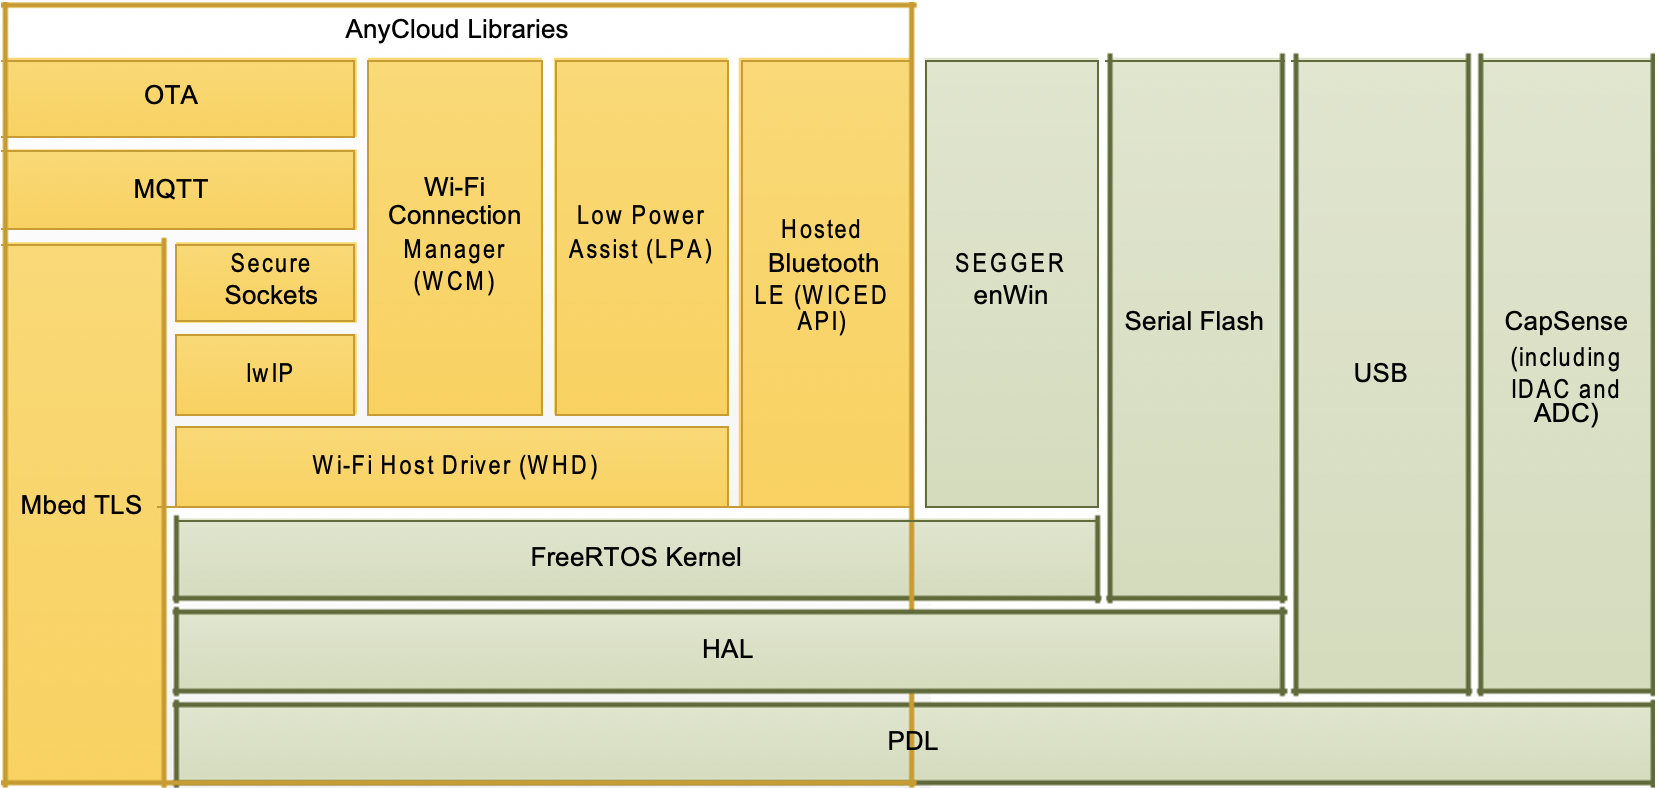 AnyCloud Libraries
OTA
MQTT
Secure
Sockets
lwIP
Wi-Fi
Connection
Manager
(WCM)
Low Power
Assist (LPA)
Hosted
Bluetooth
LE (WICED
API)
SEGGER
enWin
Serial Flash
USB
CapSense
(including
IDAC and
ADC)
Wi-Fi Host Driver (WHD)
Mbed TLS
FreeRTOS Kernel
HAL
PDL